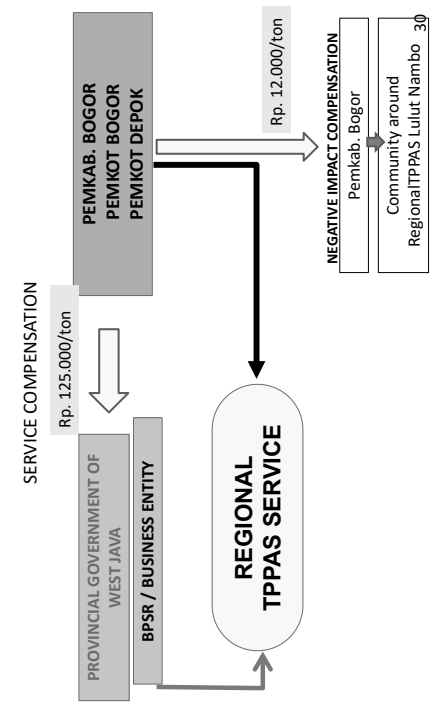 SERVICE COMPENSATION
PROVINCIAL GOVERNMENT OF
WEST JAVA
BPSR / BUSINESS ENTITY
Rp. 125.000/ton
PEMKAB. BOGOR
PEMKOT BOGOR
PEMKOT DEPOK
REGIONAL
TPPAS SERVICE
Rp. 12.000/ton
NEGATIVE IMPACT COMPENSATION
Pemkab. Bogor
Community around
RegionalTPPAS Lulut Nambo
30